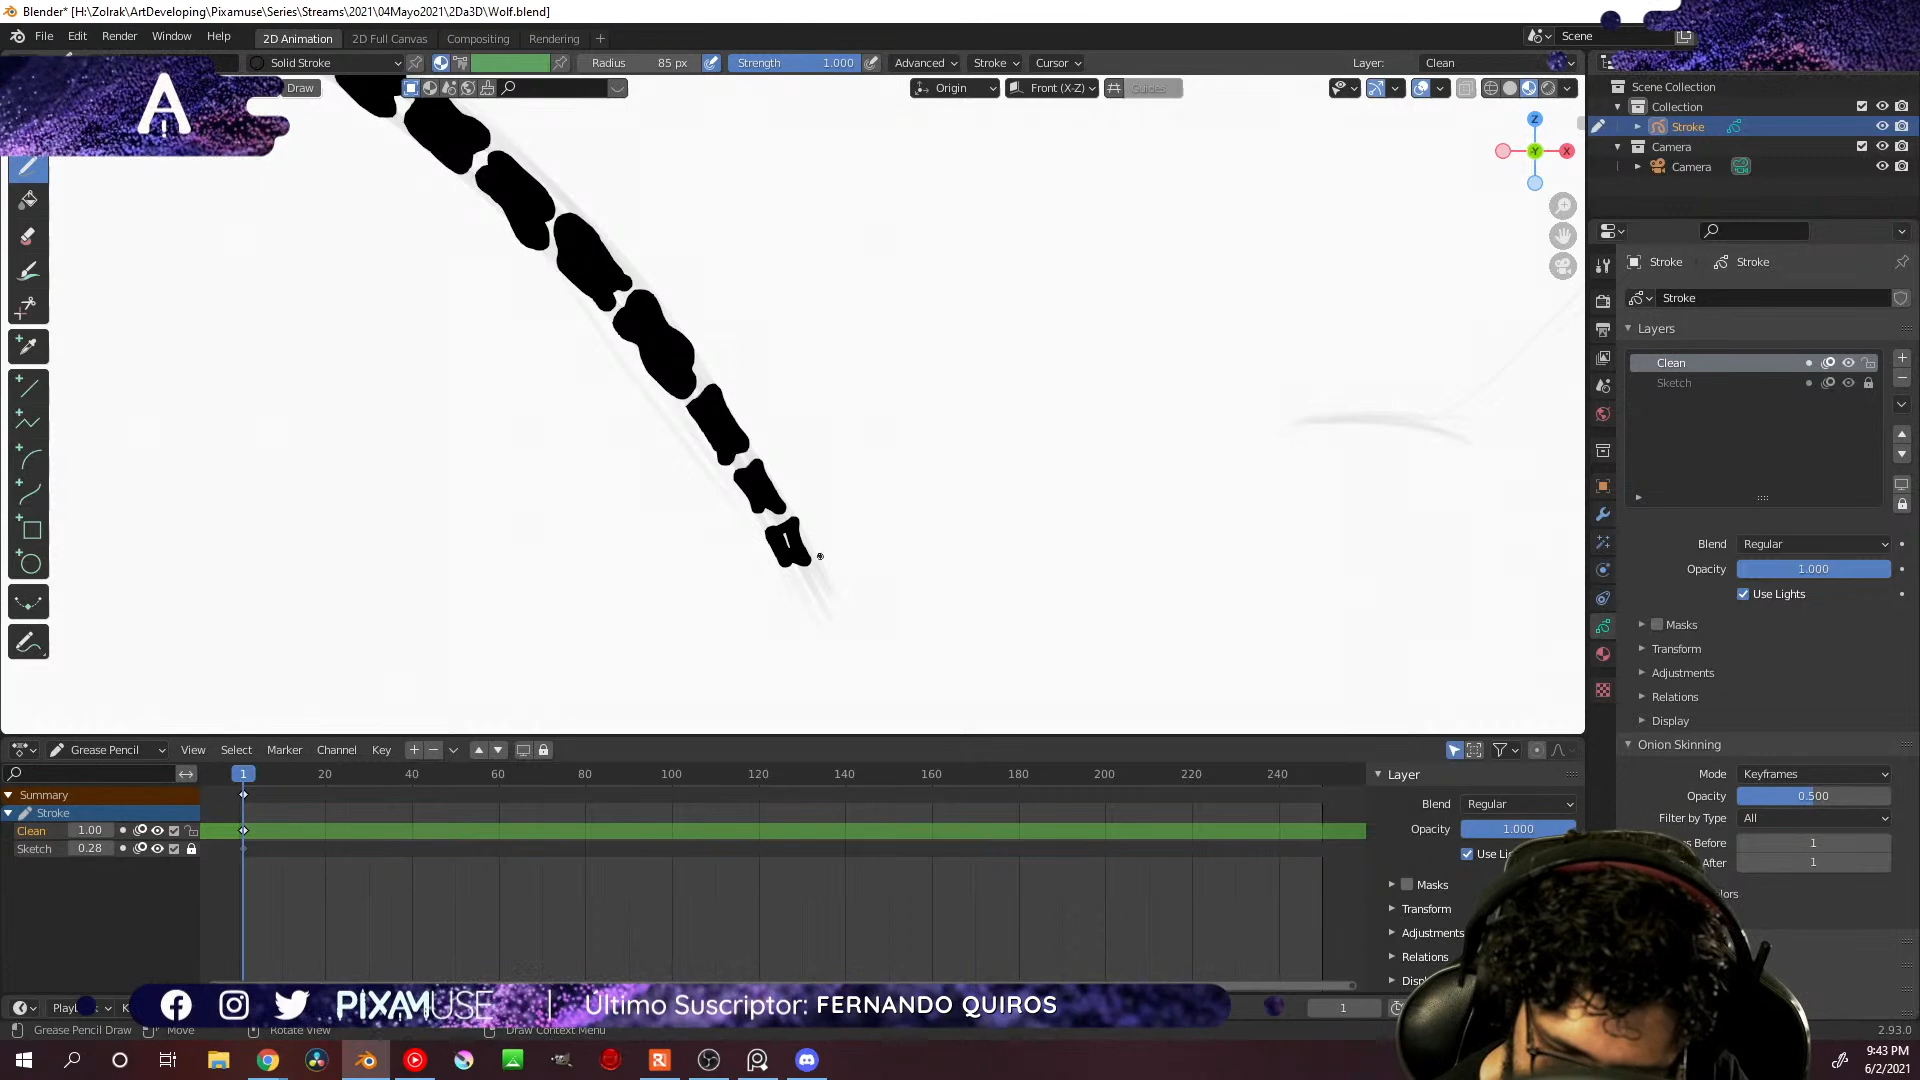 Blender* [H:\Zolrak\ArtDeveloping\Pixamuse\Series\Streams\2021\04Mayo2021\2Da3D\Wolf.blend]
File Edit Render Window Help 2D Animation 2D Full Canvas Compositing Rendering + Scene
Solid Stroke Radius 85 px Strength 1.000 Advanced Stroke Cursor Layer: Clean
A
Draw Origin Front (X-Z) Guides
Scene Collection
Collection
Stroke
Camera
Camera
Z
Y X
Stroke Stroke
Stroke
Layers
Clean
Sketch
Blend Regular
Opacity 1.000
Use Lights
Masks
Transform
Adjustments
Relations
Display
Onion Skinning
Mode Keyframes
Opacity 0.500
Filter by Type All
Before 1
After 1
Grease Pencil View Select Marker Channel Key
1 20 40 60 80 100 120 140 160 180 200 220 240
Summary
Stroke
Clean 1.00
Sketch 0.28
Layer
Blend Regular
Opacity 1.000
Masks
Transform
Adjustments
Relations
PIXAMUSE | Último Suscriptor: FERNANDO QUIROS
1
Grease Pencil Draw Move Rotate View Draw Context Menu 2.93.0
9:43 PM
6/2/2021